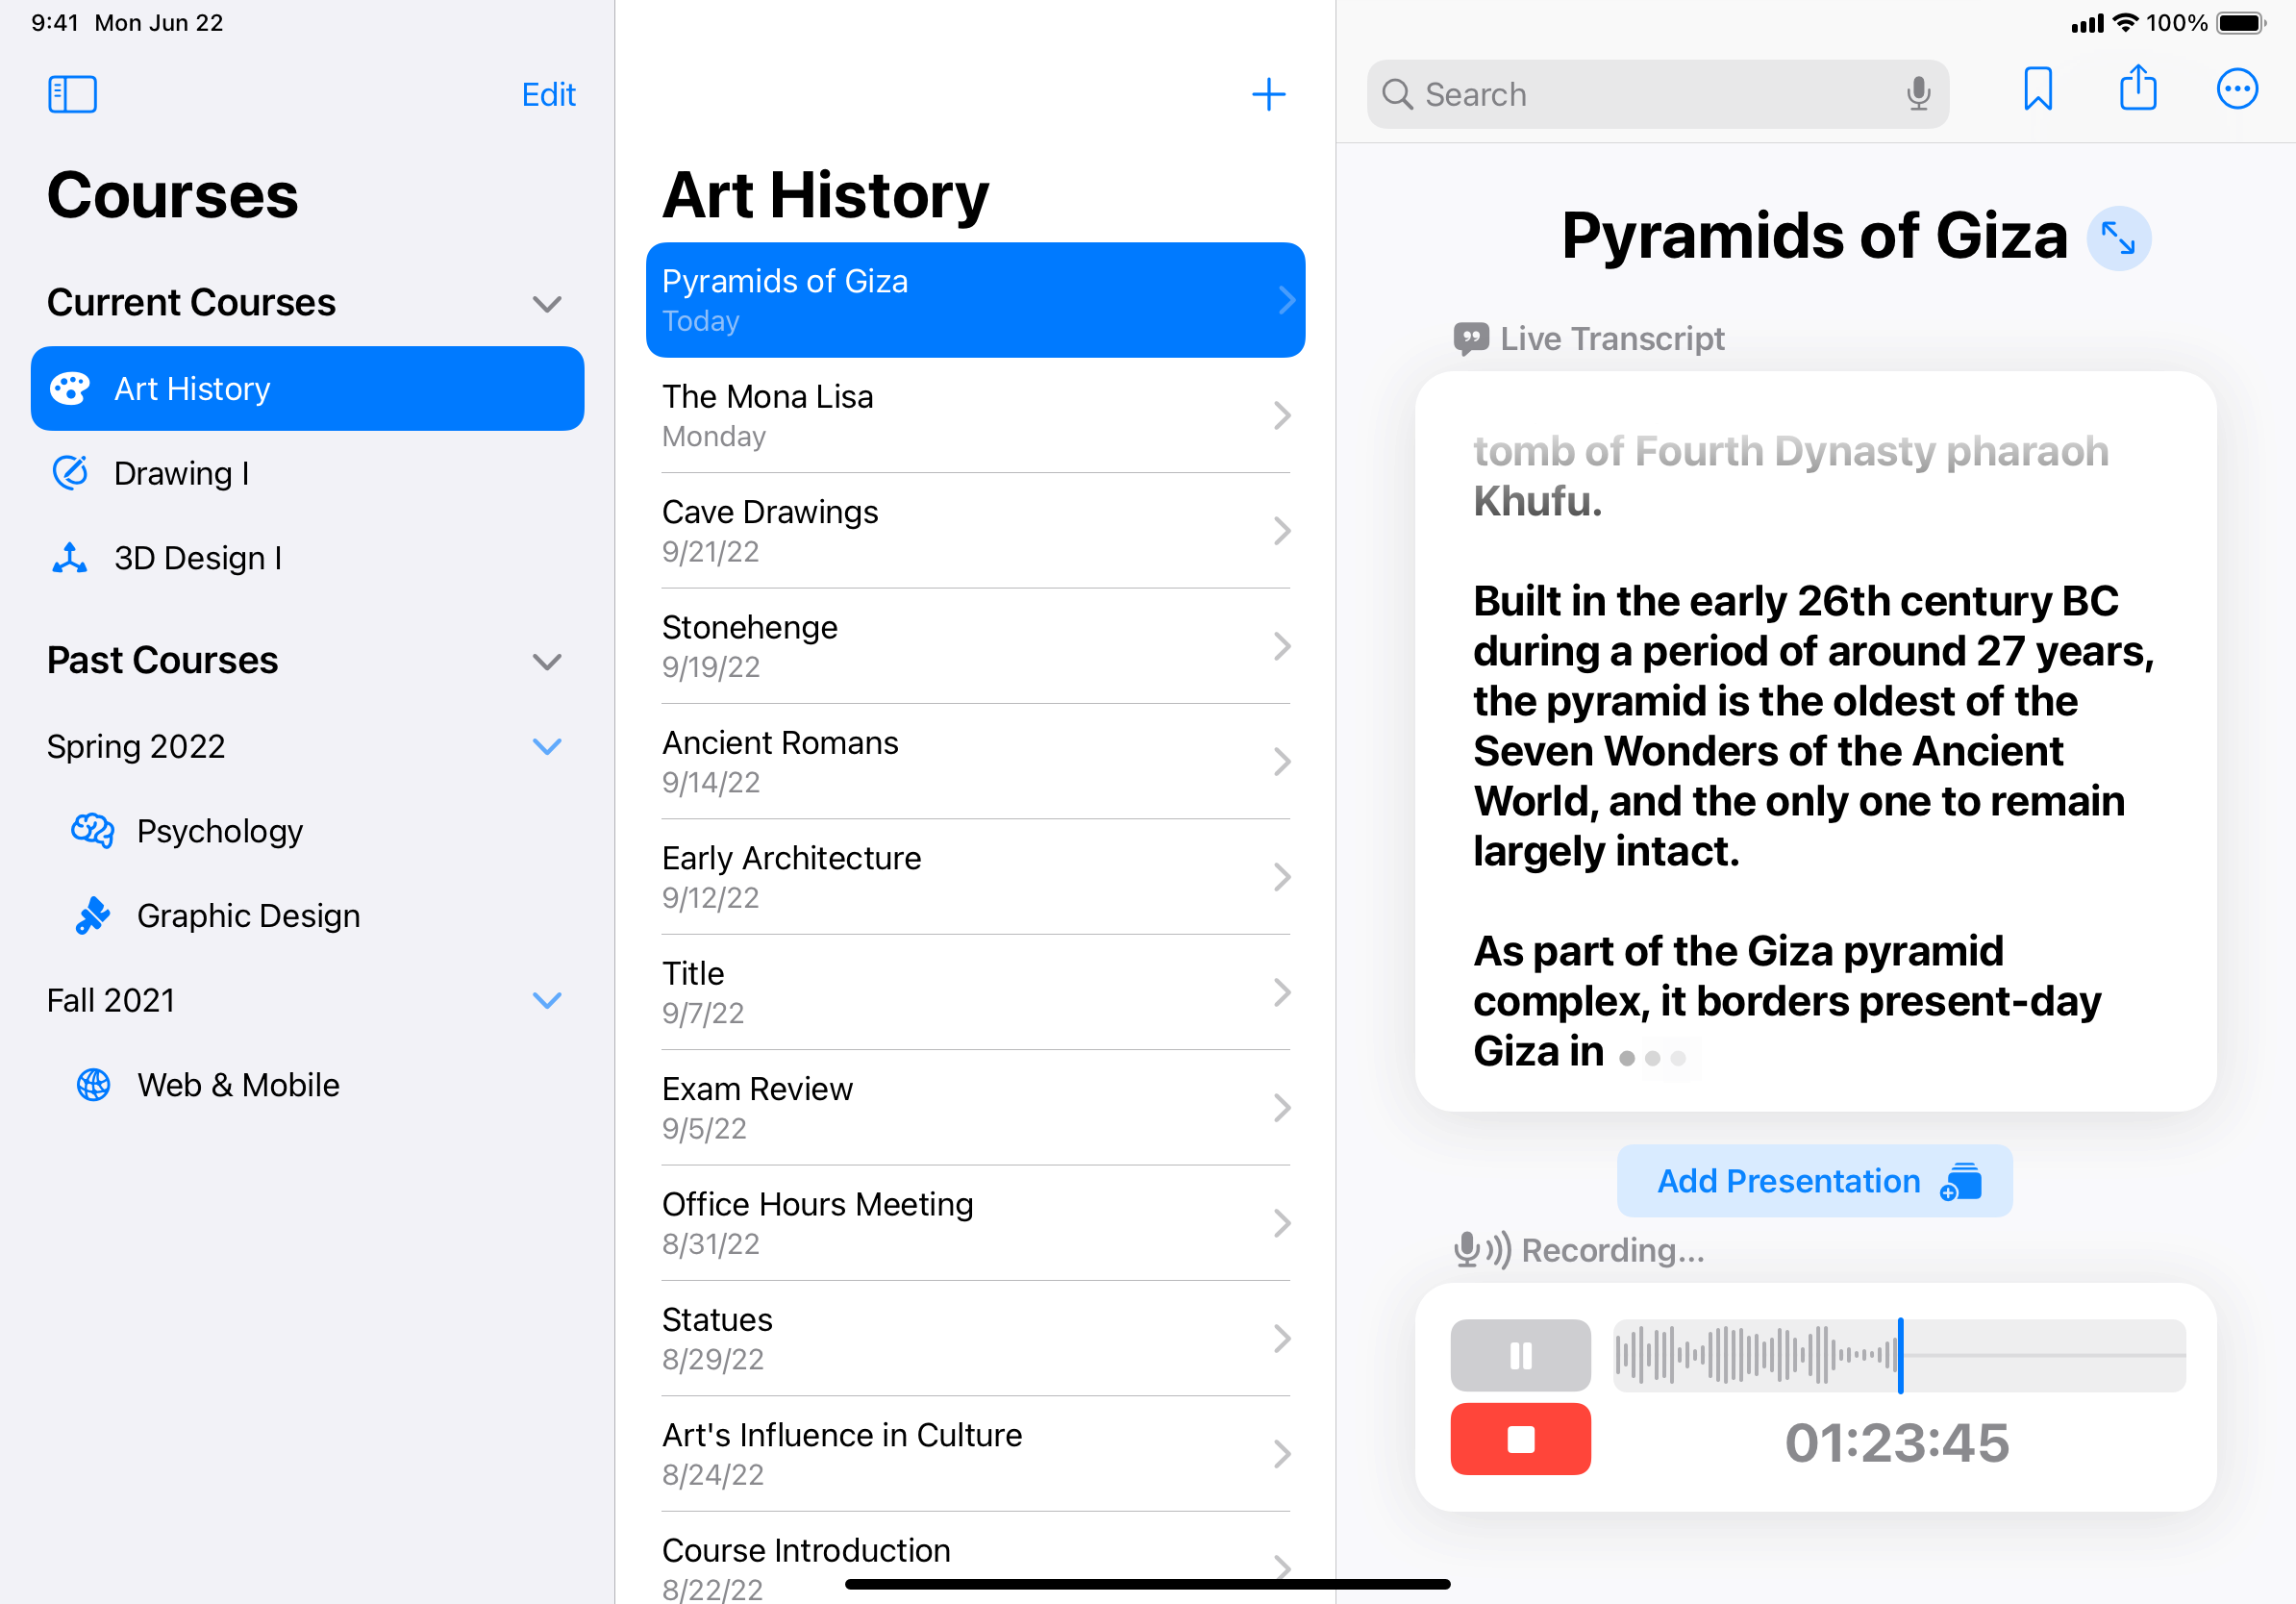 9:41 Mon Jun 22
100%
Edit
Courses
Current Courses
Art History
Drawing I
3D Design I
Past Courses
Spring 2022
Psychology
Graphic Design
Fall 2021
Web & Mobile
Art History
Pyramids of Giza
Today
The Mona Lisa
Monday
Cave Drawings
9/21/22
Stonehenge
9/19/22
Ancient Romans
9/14/22
Early Architecture
9/12/22
Title
9/7/22
Exam Review
9/5/22
Office Hours Meeting
8/31/22
Statues
8/29/22
Art's Influence in Culture
8/24/22
Course Introduction
8/22/22
Search
Pyramids of Giza
Live Transcript
tomb of Fourth Dynasty pharaoh
Khufu.
Built in the early 26th century BC
during a period of around 27 years,
the pyramid is the oldest of the
Seven Wonders of the Ancient
World, and the only one to remain
largely intact.
As part of the Giza pyramid
complex, it borders present-day
Giza in
Add Presentation
Recording...
01:23:45